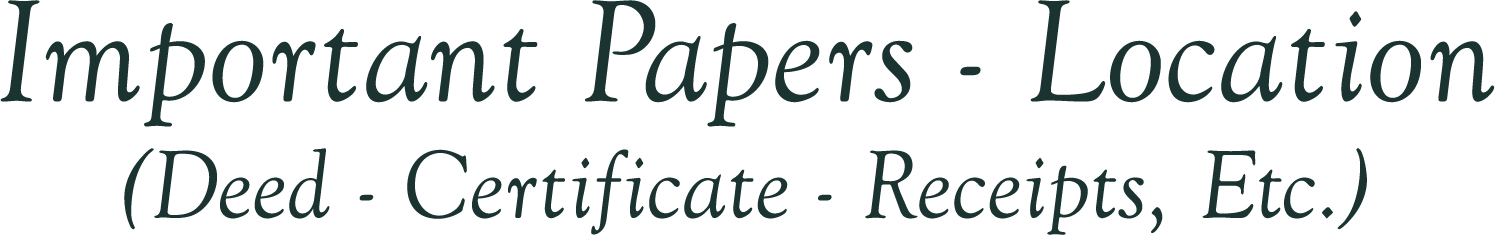 Important Papers - Location
(Deed - Certificate - Receipts, Etc.)